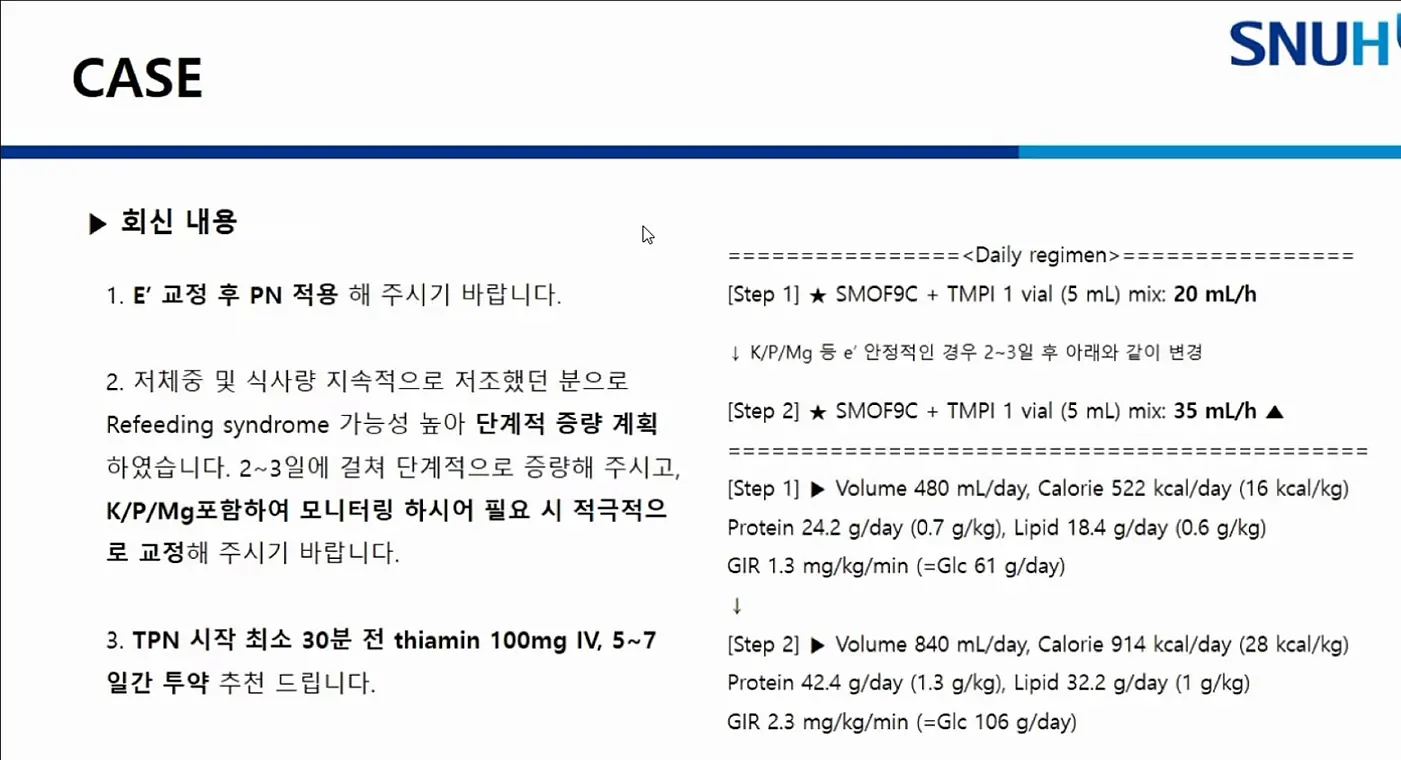 SNUH
CASE
▶ 회신 내용
1. E’ 교정 후 PN 적용 해 주시기 바랍니다.
2. 저체중 및 식사량 지속적으로 저조했던 분으로
Refeeding syndrome 가능성 높아 단계적 증량 계획
하였습니다. 2~3일에 걸쳐 단계적으로 증량해 주시고,
K/P/Mg포함하여 모니터링 하시어 필요 시 적극적으
로 교정해 주시기 바랍니다.
3. TPN 시작 최소 30분 전 thiamin 100mg IV, 5~7
일간 투약 추천 드립니다.
================<Daily regimen>================
[Step 1] ★ SMOF9C + TMPI 1 vial (5 mL) mix: 20 mL/h
↓ K/P/Mg 등 e’ 안정적인 경우 2~3일 후 아래와 같이 변경
[Step 2] ★ SMOF9C + TMPI 1 vial (5 mL) mix: 35 mL/h ▲
============================================
[Step 1] ▶ Volume 480 mL/day, Calorie 522 kcal/day (16 kcal/kg)
Protein 24.2 g/day (0.7 g/kg), Lipid 18.4 g/day (0.6 g/kg)
GIR 1.3 mg/kg/min (=Glc 61 g/day)
↓
[Step 2] ▶ Volume 840 mL/day, Calorie 914 kcal/day (28 kcal/kg)
Protein 42.4 g/day (1.3 g/kg), Lipid 32.2 g/day (1 g/kg)
GIR 2.3 mg/kg/min (=Glc 106 g/day)